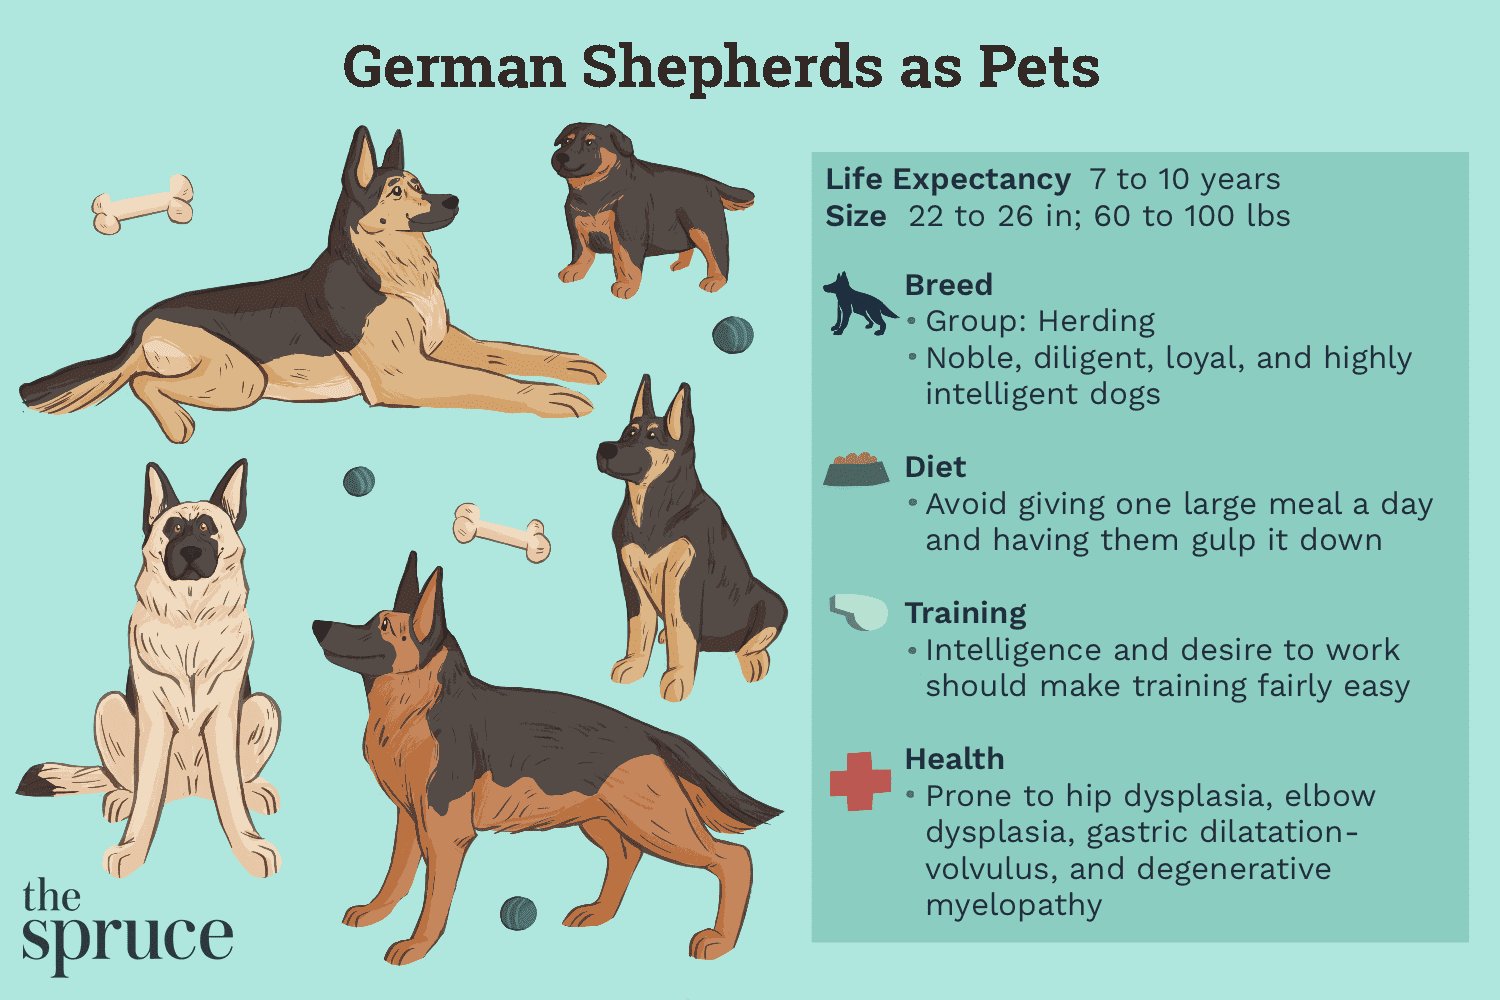 German Shepherds as Pets
Life Expectancy 7 to 10 years
Size 22 to 26 in; 60 to 100 lbs
Breed
• Group: Herding
• Noble, diligent, loyal, and highly
intelligent dogs
Diet
• Avoid giving one large meal a day
and having them gulp it down
Training
• Intelligence and desire to work
should make training fairly easy
Health
• Prone to hip dysplasia, elbow
dysplasia, gastric dilatation-
volvulus, and degenerative
myelopathy
the
spruce